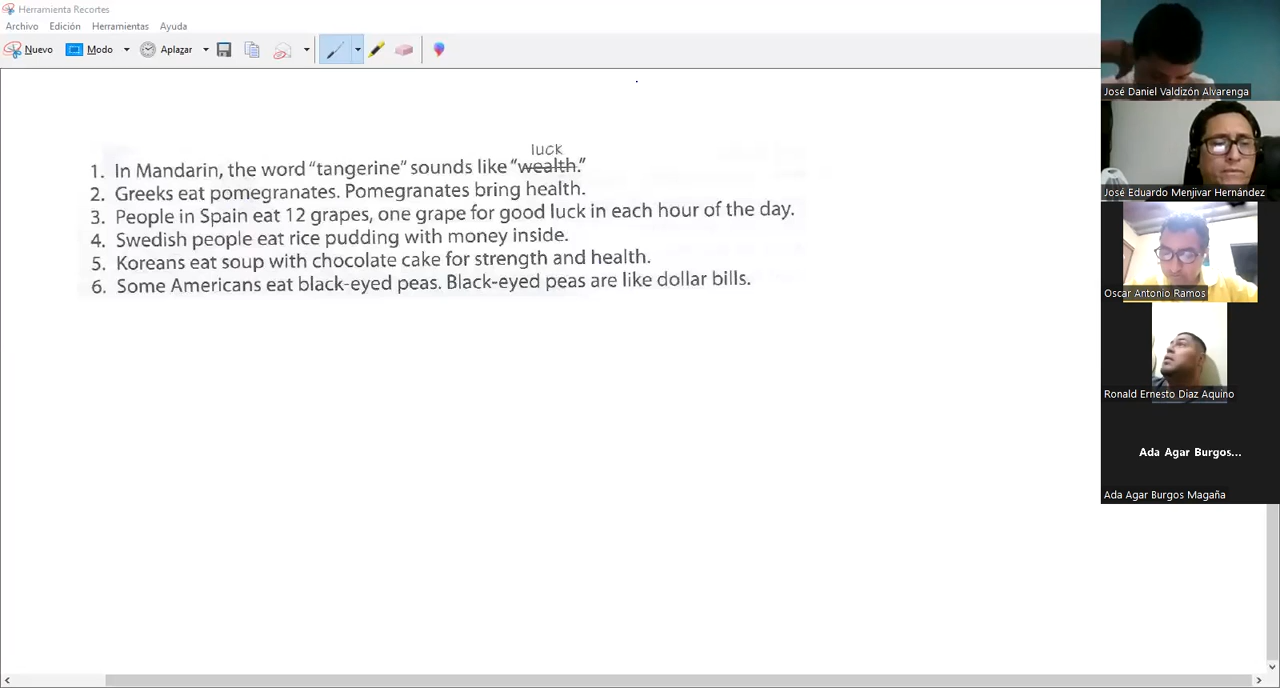 Herramienta Recortes
Archivo Edición Herramientas Ayuda
Nuevo Modo Aplazar
luck
1. In Mandarin, the word “tangerine” sounds like “wealth.”
2. Greeks eat pomegranates. Pomegranates bring health.
3. People in Spain eat 12 grapes, one grape for good luck in each hour of the day.
4. Swedish people eat rice pudding with money inside.
5. Koreans eat soup with chocolate cake for strength and health.
6. Some Americans eat black-eyed peas. Black-eyed peas are like dollar bills.
José Daniel Valdizón Alvarenga
José Eduardo Menjivar Hernández
Oscar Antonio Ramos
Ronald Ernesto Diaz Aquino
Ada Agar Burgos...
Ada Agar Burgos Magaña